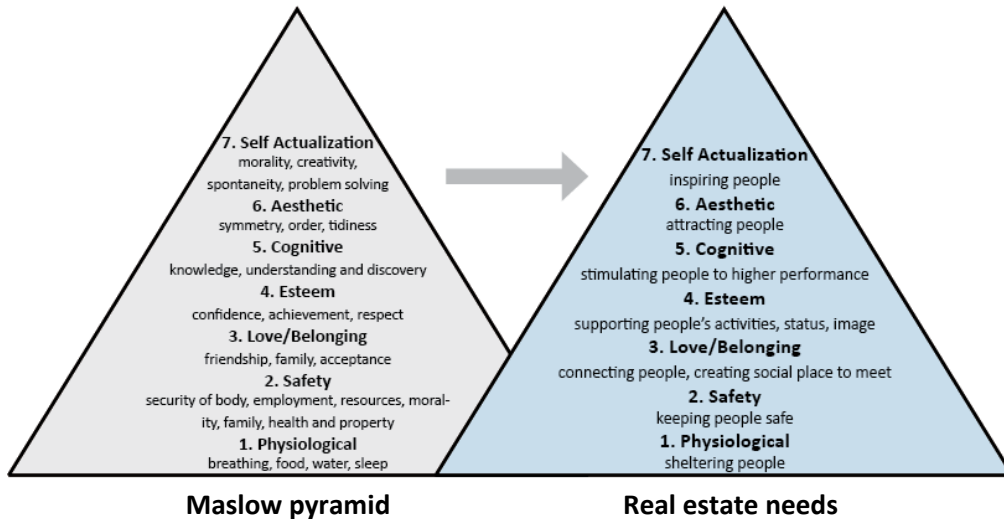 7. Self Actualization
morality, creativity,
spontaneity, problem solving
6. Aesthetic
symmetry, order, tidiness
5. Cognitive
knowledge, understanding and discovery
4. Esteem
confidence, achievement, respect
3. Love/Belonging
friendship, family, acceptance
2. Safety
security of body, employment, resources, moral-
ity, family, health and property
1. Physiological
breathing, food, water, sleep
Maslow pyramid
7. Self Actualization
inspiring people
6. Aesthetic
attracting people
5. Cognitive
stimulating people to higher performance
4. Esteem
supporting people's activities, status, image
3. Love/Belonging
connecting people, creating social place to meet
2. Safety
keeping people safe
1. Physiological
sheltering people
Real estate needs